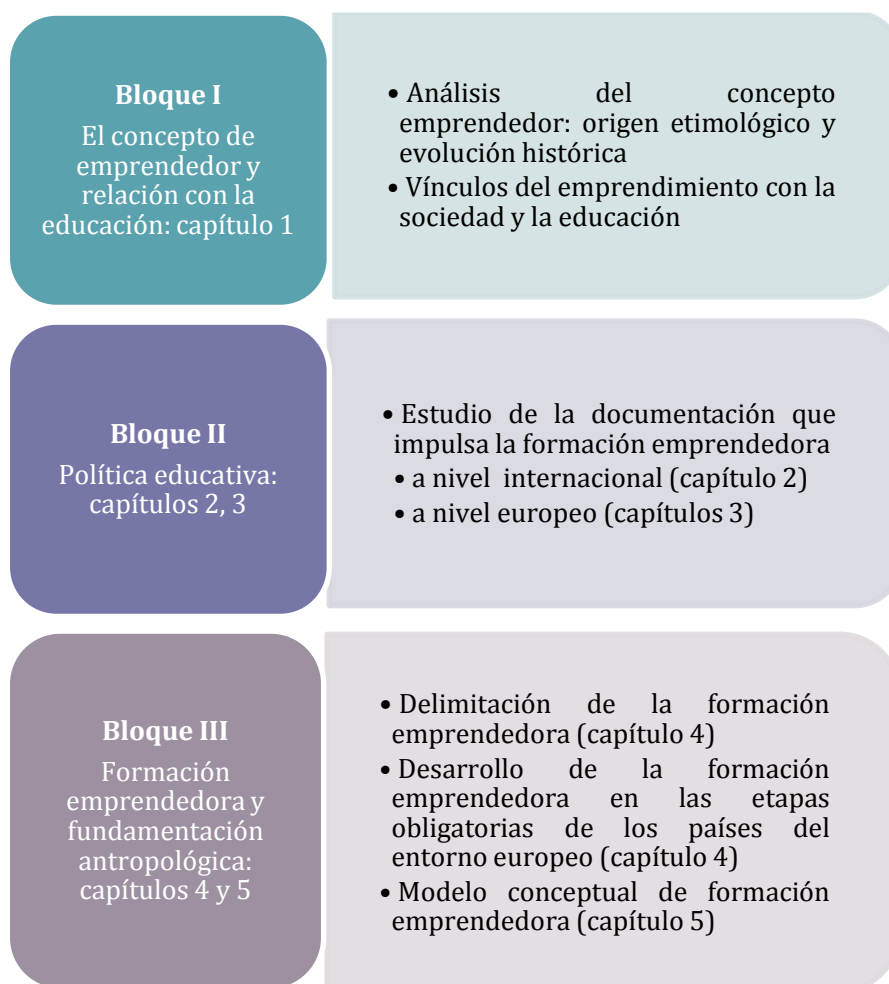 Bloque I
El concepto de
emprendedor y
relación con la
educación: capítulo 1
• Análisis del concepto
emprendedor: origen etimológico y
evolución histórica
• Vínculos del emprendimiento con la
sociedad y la educación
Bloque II
Política educativa:
capítulos 2, 3
• Estudio de la documentación que
impulsa la formación emprendedora
• a nivel internacional (capítulo 2)
• a nivel europeo (capítulos 3)
Bloque III
Formación
emprendedora y
fundamentación
antropológica:
capítulos 4 y 5
• Delimitación de la formación
emprendedora (capítulo 4)
• Desarrollo de la formación
emprendedora en las etapas
obligatorias de los países del
entorno europeo (capítulo 4)
• Modelo conceptual de formación
emprendedora (capítulo 5)